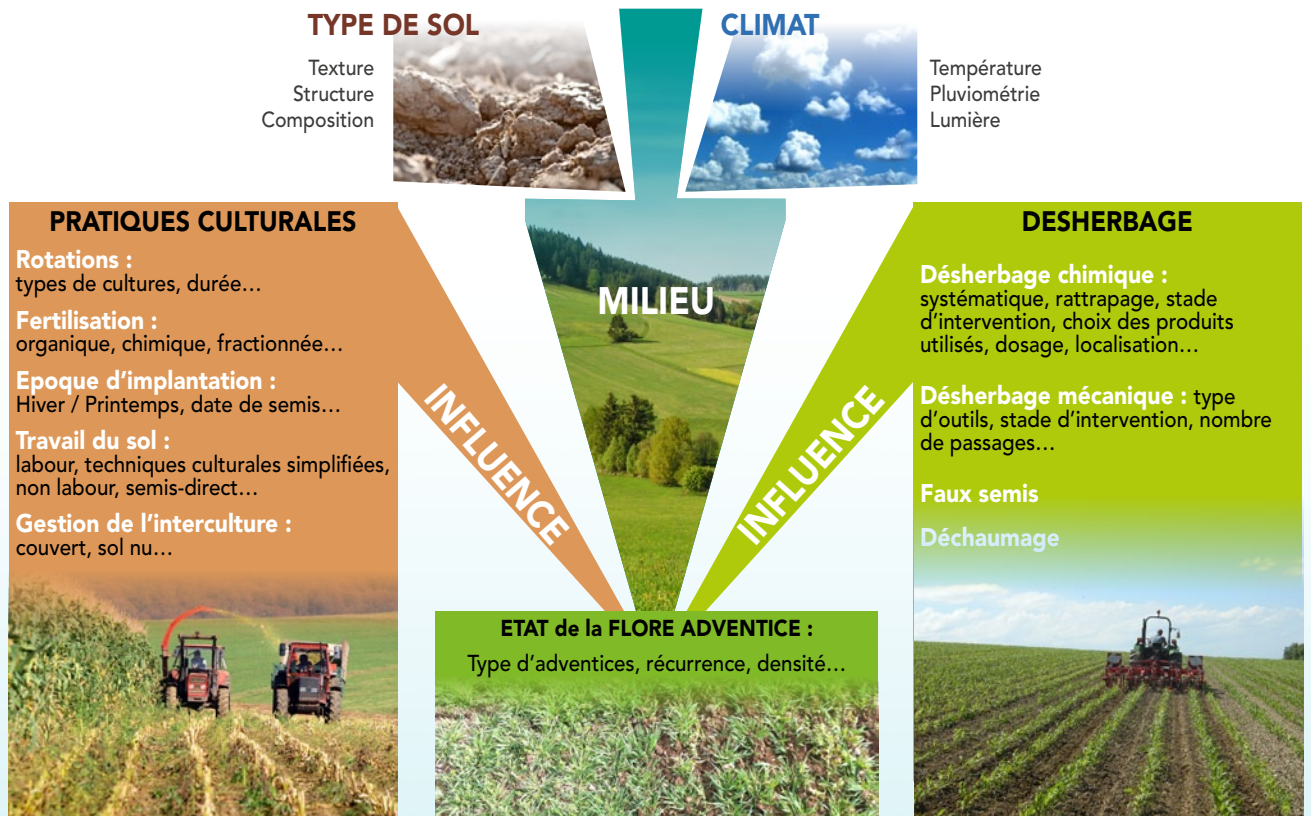 TYPE DE SOL
Texture
Structure
Composition
CLIMAT
Température
Pluviométrie
Lumière
PRATIQUES CULTURALES
Rotations :
types de cultures, durée…
Fertilisation :
organique, chimique, fractionnée…
Epoque d’implantation :
Hiver / Printemps, date de semis…
Travail du sol :
labour, techniques culturales simplifiées,
non labour, semis-direct…
Gestion de l’interculture :
couvert, sol nu…
INFLUENCE
MILIEU
INFLUENCE
DESHERBAGE
Désherbage chimique :
systématique, rattrapage, stade
d’intervention, choix des produits
utilisés, dosage, localisation…
Désherbage mécanique : type
d’outils, stade d’intervention, nombre
de passages…
Faux semis
Déchaumage
ETAT de la FLORE ADVENTICE :
Type d’adventices, récurrence, densité…